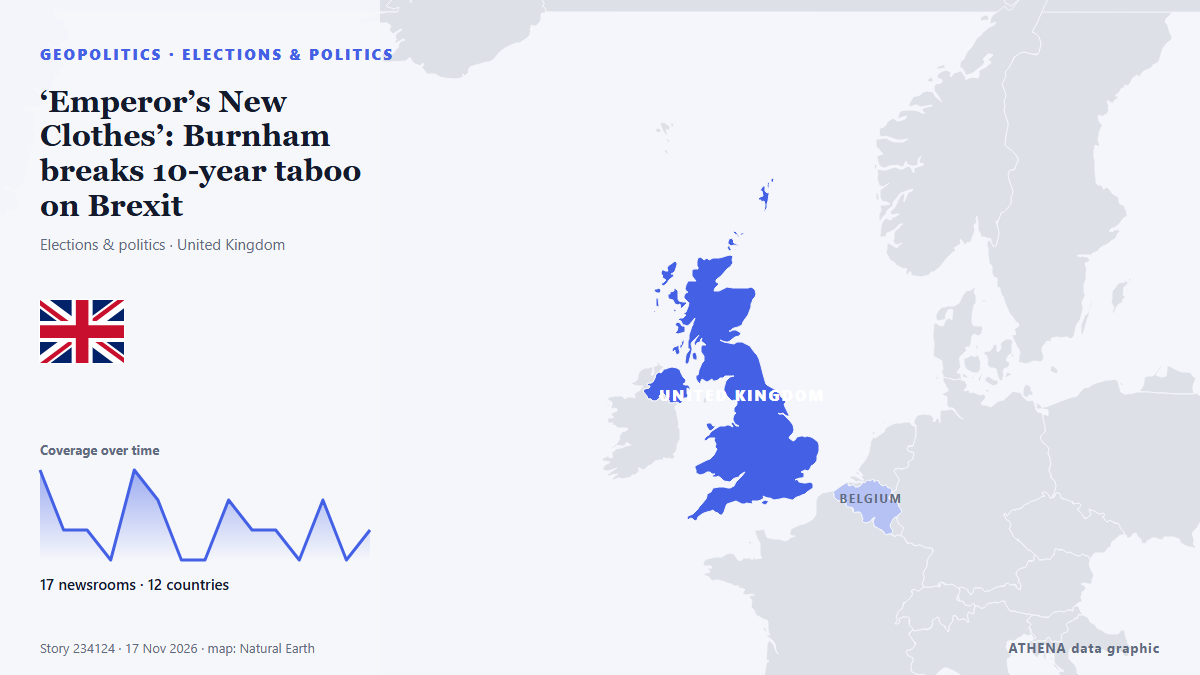 GEOPOLITICS · ELECTIONS & POLITICS
‘Emperor’s New
Clothes’: Burnham
breaks 10-year taboo
on Brexit
Elections & politics · United Kingdom
UNITED KINGDOM
BELGIUM
Coverage over time
17 newsrooms · 12 countries
Story 234124 · 17 Nov 2026 · map: Natural Earth
ATHENA data graphic